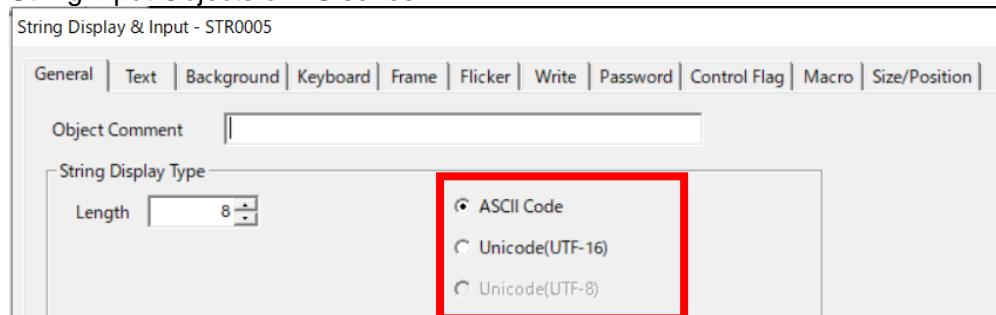 String Display & Input - STR0005
General Text Background Keyboard Frame Flicker Write Password Control Flag Macro Size/Position
Object Comment
String Display Type
Length 8
ASCII Code
Unicode(UTF-16)
Unicode(UTF-8)